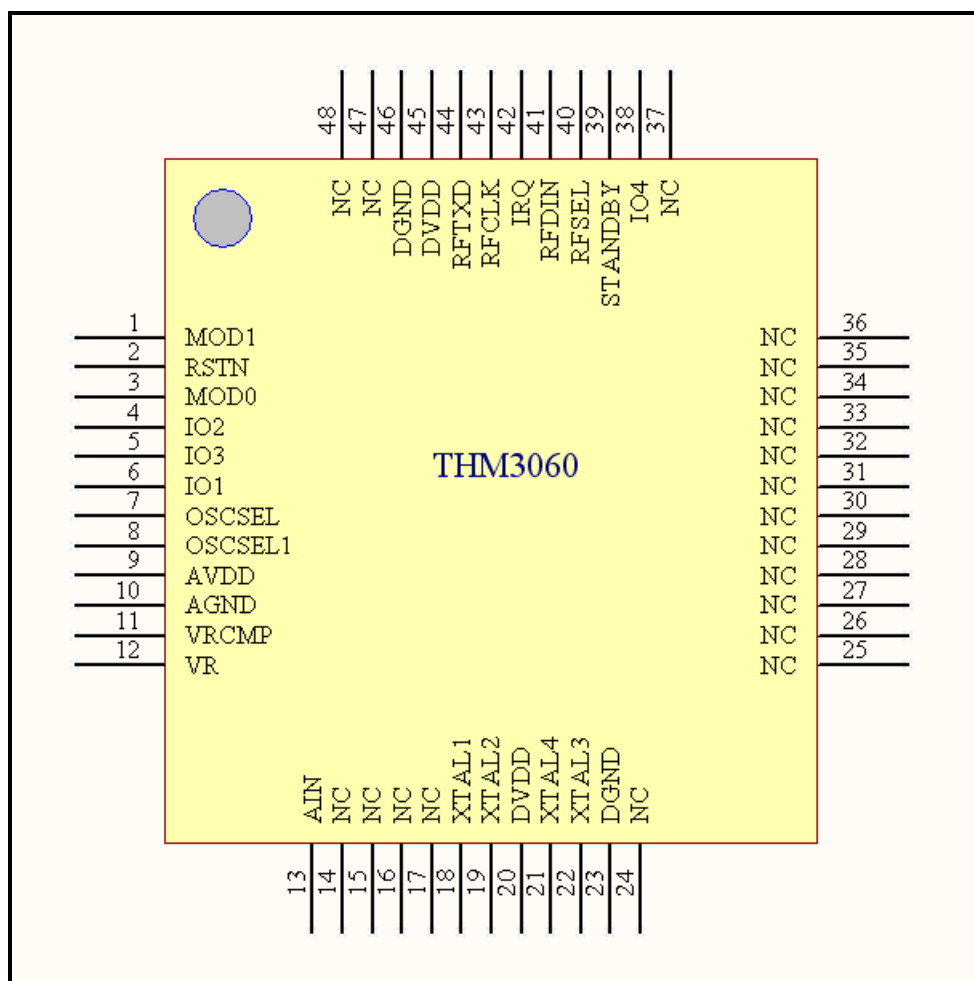 48 47 46 45 44 43 42 41 40 39 38 37
NC NC DGND DVDD RFTXD RFCLK IRQ RFDIN RFSEL STANDBY IO4 NC
1 MOD1 NC 36
2 RSTN NC 35
3 MOD0 NC 34
4 IO2 NC 33
5 IO3 NC 32
THM3060
6 IO1 NC 31
7 OSCSEL NC 30
8 OSCSEL1 NC 29
9 AVDD NC 28
10 AGND NC 27
11 VRCMP NC 26
12 VR NC 25
AIN NC NC NC NC XTAL1 XTAL2 DVDD XTAL4 XTAL3 DGND NC
13 14 15 16 17 18 19 20 21 22 23 24